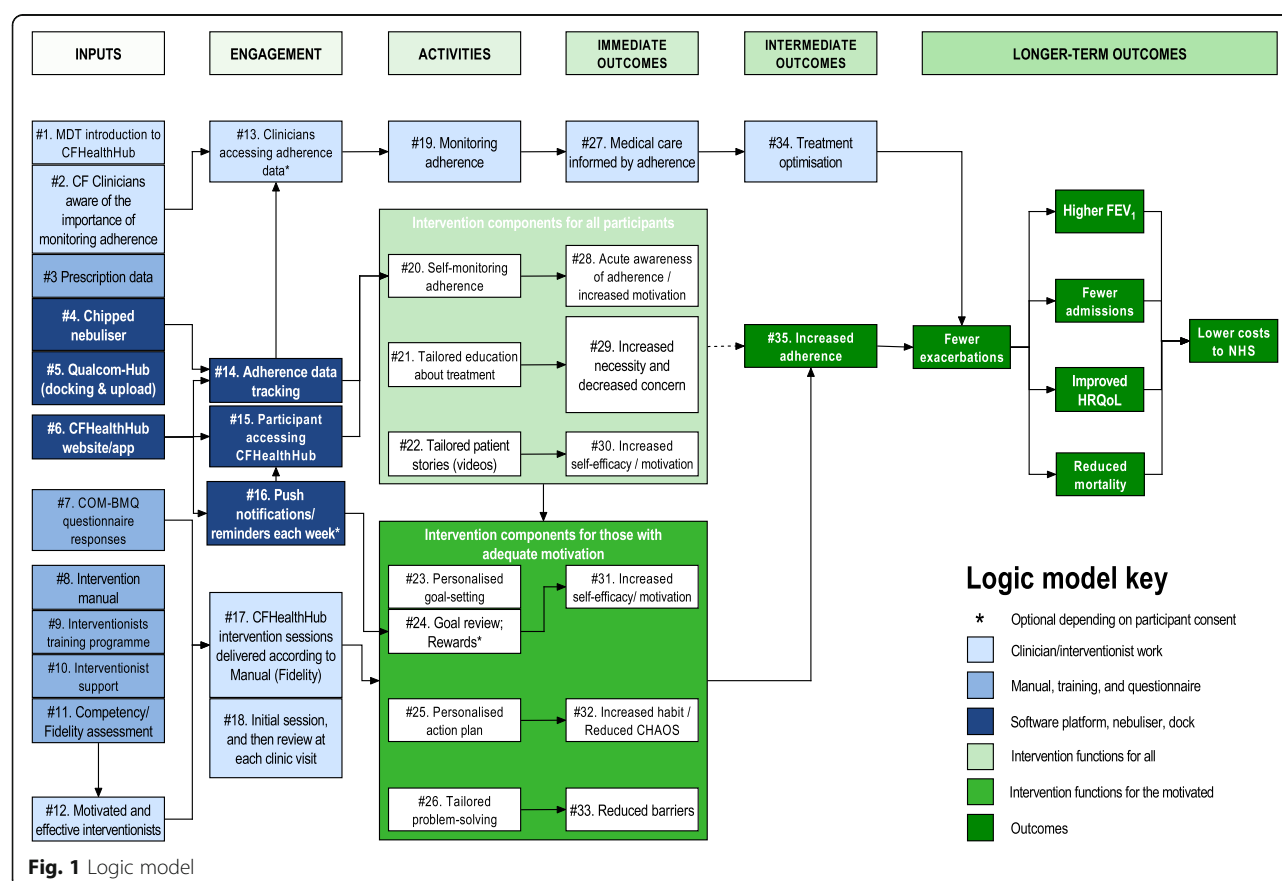 INPUTS
ENGAGEMENT
ACTIVITIES
IMMEDIATE
OUTCOMES
INTERMEDIATE
OUTCOMES
LONGER-TERM OUTCOMES
#1. MDT introduction to
CFHealthHub
#2. CF Clinicians
aware of the
importance of
monitoring adherence
#3 Prescription data
#4. Chipped
nebuliser
#5. Qualcom-Hub
(docking & upload)
#6. CFHealthHub
website/app
#7. COM-BMQ
questionnaire
responses
#8. Intervention
manual
#9. Interventionists
training programme
#10. Interventionist
support
#11. Competency/
Fidelity assessment
#12. Motivated and
effective interventionists
#13. Clinicians
accessing adherence
data*
#14. Adherence data
tracking
#15. Participant
accessing
CFHealthHub
#16. Push
notifications/
reminders each week*
#17. CFHealthHub
intervention sessions
delivered according to
Manual (Fidelity)
#18. Initial session,
and then review at
each clinic visit
#19. Monitoring
adherence
#27. Medical care
informed by adherence
#34. Treatment
optimisation
Intervention components for all participants
#20. Self-monitoring
adherence
#28. Acute awareness
of adherence /
increased motivation
#21. Tailored education
about treatment
#29. Increased
necessity and
decreased concern
#22. Tailored patient
stories (videos)
#30. Increased
self-efficacy / motivation
Intervention components for those with
adequate motivation
#23. Personalised
goal-setting
#24. Goal review;
Rewards*
#31. Increased
self-efficacy/ motivation
#25. Personalised
action plan
#32. Increased habit /
Reduced CHAOS
#26. Tailored
problem-solving
#33. Reduced barriers
#35. Increased
adherence
Fewer
exacerbations
Higher FEV1
Fewer
admissions
Improved
HRQoL
Reduced
mortality
Lower costs
to NHS
Logic model key
* Optional depending on participant consent
Clinician/interventionist work
Manual, training, and questionnaire
Software platform, nebuliser, dock
Intervention functions for all
Intervention functions for the motivated
Outcomes
Fig. 1 Logic model